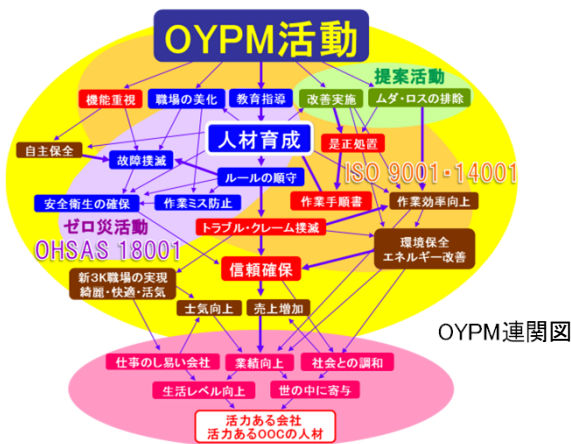 OYPM活動
提案活動
機能重視
職場の美化
教育指導
改善実施
ムダ・ロスの排除
人材育成
自主保全
故障撲滅
是正処置
ルールの順守
ISO 9001・14001
安全衛生の確保
作業ミス防止
作業手順書
作業効率向上
ゼロ災活動
OHSAS 18001
トラブル・クレーム撲滅
環境保全
エネルギー改善
信頼確保
新3K職場の実現
綺麗・快適・活気
士気向上
売上増加
OYPM連関図
仕事のし易い会社
業績向上
社会との調和
生活レベル向上
世の中に寄与
活力ある会社
活力あるOOCの人材